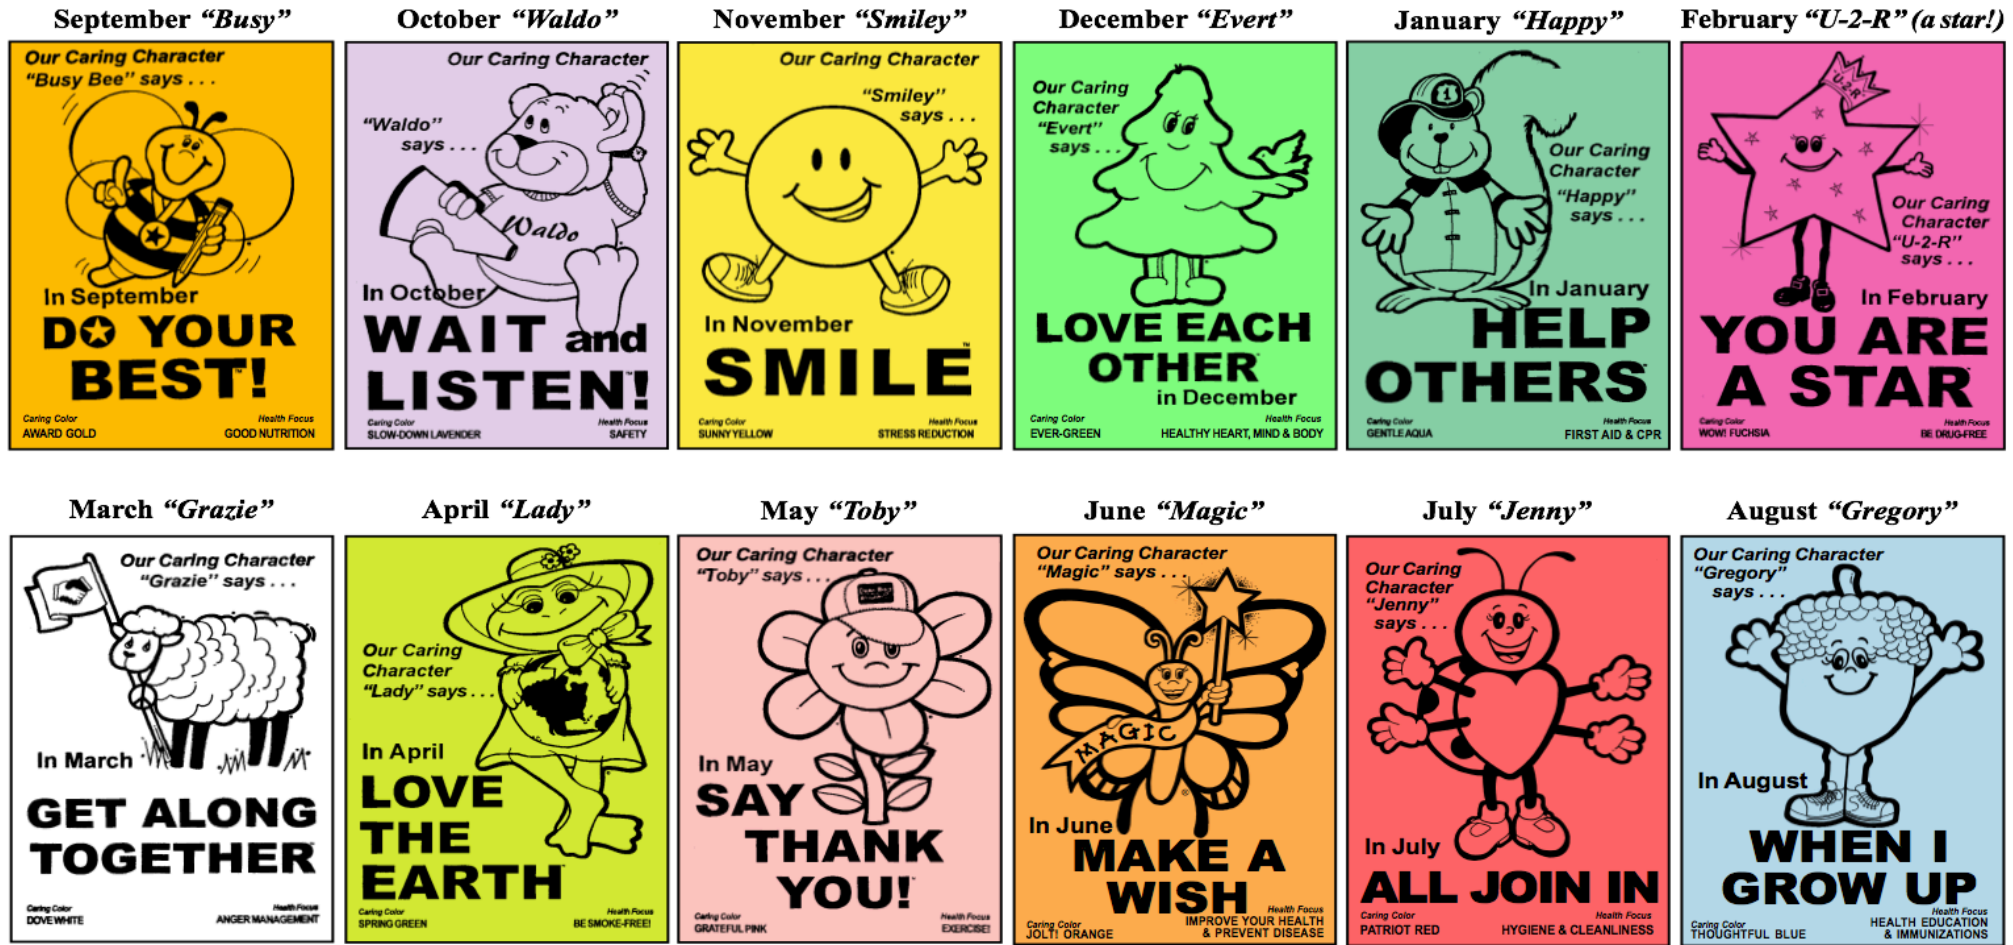 September “Busy”
Our Caring Character
“Busy Bee” says . . .
In September
DO YOUR
BEST!™
Caring Color
AWARD GOLD
Health Focus
GOOD NUTRITION
October “Waldo”
Our Caring Character
“Waldo”
says . . .
Waldo
In October
WAIT and
LISTEN!™
Caring Color
SLOW-DOWN LAVENDER
Health Focus
SAFETY
November “Smiley”
Our Caring Character
“Smiley”
says . . .
In November
SMILE™
Caring Color
SUNNY YELLOW
Health Focus
STRESS REDUCTION
December “Evert”
Our Caring
Character
“Evert”
says . . .
LOVE EACH
OTHER
in December
Caring Color
EVER-GREEN
Health Focus
HEALTHY HEART, MIND & BODY
January “Happy”
1
Our Caring
Character
“Happy”
says . . .
In January
HELP
OTHERS
Caring Color
GENTLE AQUA
Health Focus
FIRST AID & CPR
February “U-2-R” (a star!)
U-2-R
Our Caring
Character
“U-2-R”
says . . .
In February
YOU ARE
A STAR
Caring Color
WOW! FUCHSIA
Health Focus
BE DRUG-FREE
March “Grazie”
Our Caring Character
“Grazie” says . . .
In March
GET ALONG
TOGETHER
Caring Color
DOVE WHITE
Health Focus
ANGER MANAGEMENT
April “Lady”
Our Caring
Character
“Lady” says . . .
In April
LOVE
THE
EARTH
Caring Color
SPRING GREEN
Health Focus
BE SMOKE-FREE!
May “Toby”
Our Caring Character
“Toby” says . . .
In May
SAY
THANK
YOU!
Caring Color
GRATEFUL PINK
Health Focus
EXERCISE!
June “Magic”
Our Caring Character
“Magic” says . . .
MAGIC
In June
MAKE A
WISH
Caring Color
JOLT! ORANGE
Health Focus
IMPROVE YOUR HEALTH
& PREVENT DISEASE
July “Jenny”
Our Caring
Character
“Jenny”
says . . .
In July
ALL JOIN IN
Caring Color
PATRIOT RED
Health Focus
HYGIENE & CLEANLINESS
August “Gregory”
Our Caring Character
“Gregory”
says . . .
In August
WHEN I
GROW UP
Caring Color
THOUGHTFUL BLUE
Health Focus
HEALTH EDUCATION
& IMMUNIZATIONS